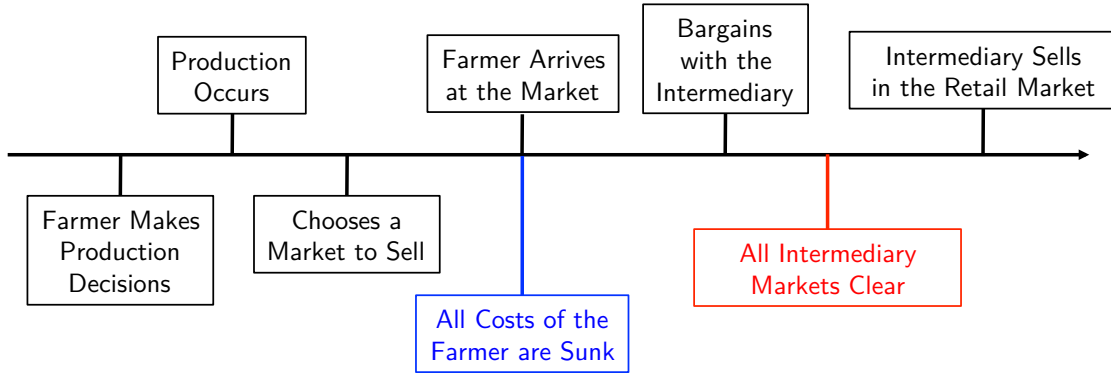 Production
Occurs
Farmer Arrives
at the Market
Bargains
with the
Intermediary
Intermediary Sells
in the Retail Market
Farmer Makes
Production
Decisions
Chooses a
Market to Sell
All Costs of the
Farmer are Sunk
All Intermediary
Markets Clear